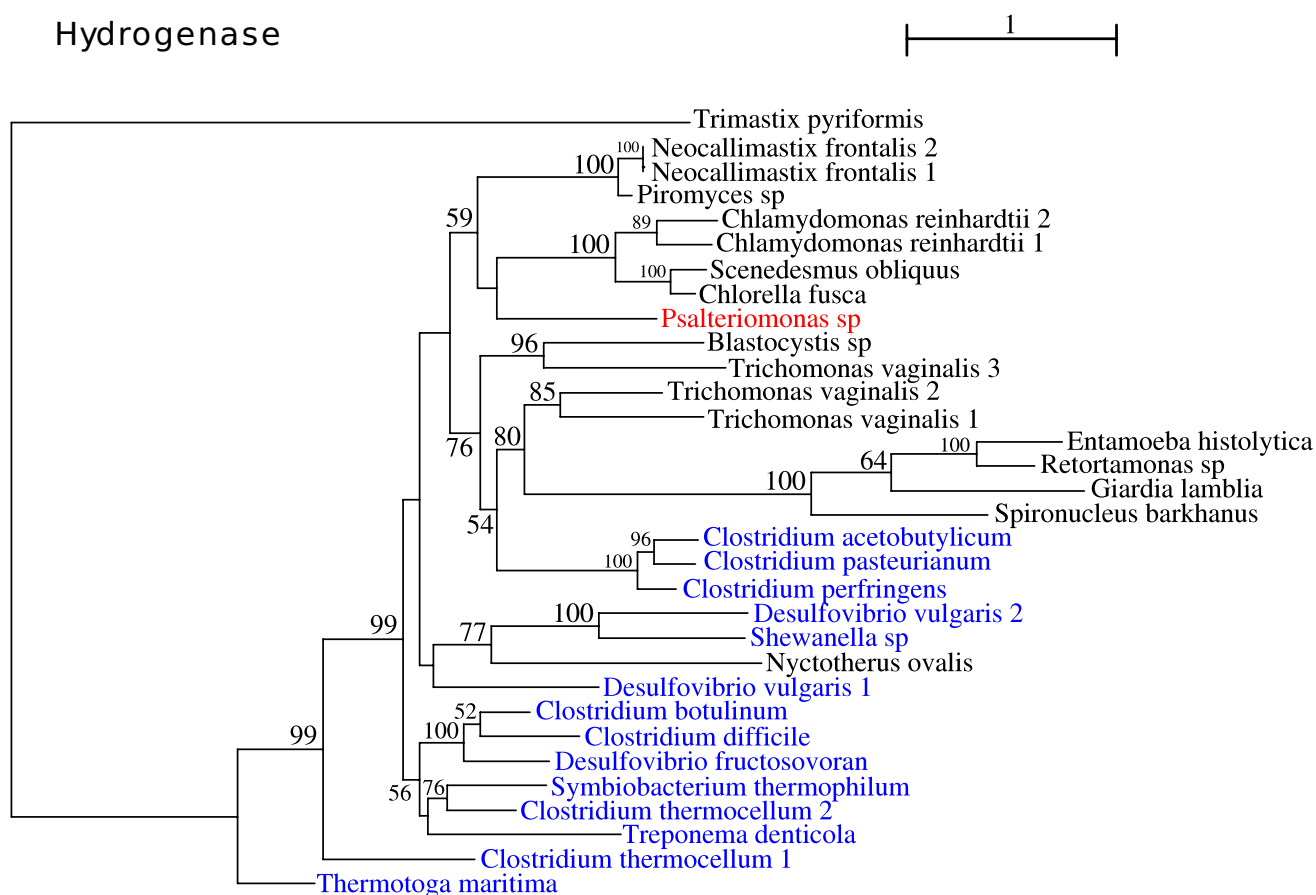 Hydrogenase
1
Trimastix pyriformis
100 Neocallimastix frontalis 2
100 Neocallimastix frontalis 1
Piromyces sp
59 89 Chlamydomonas reinhardtii 2
100 Chlamydomonas reinhardtii 1
100 Scenedesmus obliquus
Chlorella fusca
Psalteriomonas sp
96 Blastocystis sp
Trichomonas vaginalis 3
85 Trichomonas vaginalis 2
Trichomonas vaginalis 1
76 80 100 Entamoeba histolytica
64 Retortamonas sp
100 Giardia lamblia
Spironucleus barkhanus
54 96 Clostridium acetobutylicum
100 Clostridium pasteurianum
Clostridium perfringens
99 77 100 Desulfovibrio vulgaris 2
Shewanella sp
Nyctotherus ovalis
Desulfovibrio vulgaris 1
52 Clostridium botulinum
99 100 Clostridium difficile
Desulfovibrio fructosovoran
56 76 Symbiobacterium thermophilum
Clostridium thermocellum 2
Treponema denticola
Clostridium thermocellum 1
Thermotoga maritima